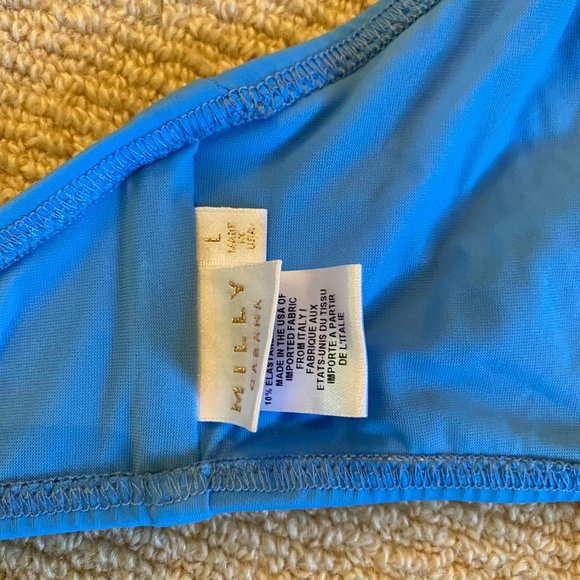 L
MADE
IN
USA
MILLY
CABANA
10% ELASTA
MADE IN THE USA OF
IMPORTED FABRIC
FROM ITALY /
FABRIQUE AUX
ETATS-UNIS DU TISSU
IMPORTE A PARTIR
DE L'ITALIE